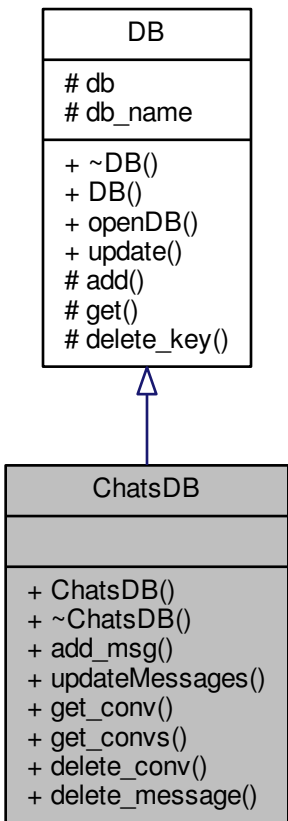 DB
# db
# db_name
+ ~DB()
+ DB()
+ openDB()
+ update()
# add()
# get()
# delete_key()
ChatsDB
+ ChatsDB()
+ ~ChatsDB()
+ add_msg()
+ updateMessages()
+ get_conv()
+ get_convs()
+ delete_conv()
+ delete_message()